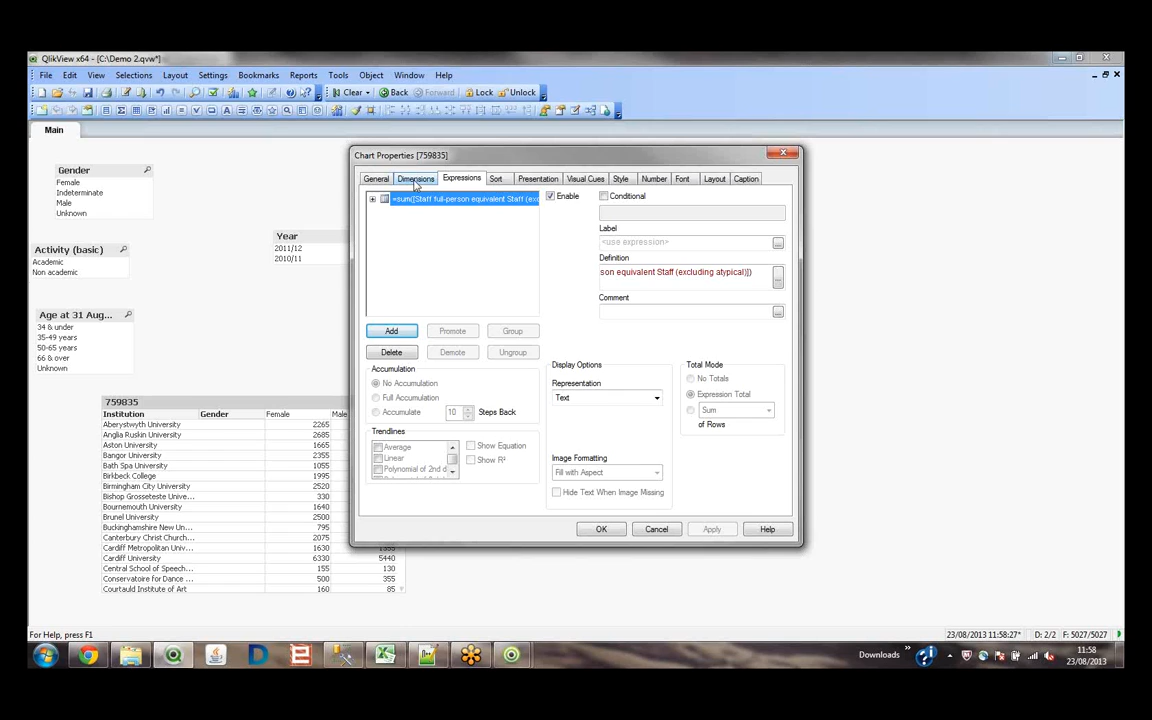 QlikView x64 - [C:\Demo 2.qvw*]
File Edit View Selections Layout Settings Bookmarks Reports Tools Object Window Help
Clear Back Forward Lock Unlock
Main
Gender
Female
Indeterminate
Male
Unknown
Activity (basic)
Academic
Non academic
Age at 31 Aug...
34 & under
35-49 years
50-65 years
66 & over
Unknown
Year
2011/12
2010/11
759835
Institution Gender Female Male
Aberystwyth University 2265
Anglia Ruskin University 2685
Aston University 1665
Bangor University 2355
Bath Spa University 1055
Birkbeck College 1995
Birmingham City University 2520
Bishop Grosseteste Unive... 330
Bournemouth University 1640
Brunel University 2500
Buckinghamshire New Un... 795
Canterbury Christ Church... 2075
Cardiff Metropolitan Univ... 1630 1355
Cardiff University 6330 5440
Central School of Speech... 155 130
Conservatoire for Dance ... 500 355
Courtauld Institute of Art 160 85
Chart Properties [759835]
General Dimensions Expressions Sort Presentation Visual Cues Style Number Font Layout Caption
=sum([Staff full-person equivalent Staff (exc
Add Promote Group
Delete Demote Ungroup
Accumulation
No Accumulation
Full Accumulation
Accumulate 10 Steps Back
Trendlines
Average
Linear
Polynomial of 2nd d
Show Equation
Show R²
Enable Conditional
Label
<use expression>
Definition
son equivalent Staff (excluding atypical)])
Comment
Display Options
Representation
Text
Image Formatting
Fill with Aspect
Hide Text When Image Missing
Total Mode
No Totals
Expression Total
Sum
of Rows
OK Cancel Apply Help
For Help, press F1
23/08/2013 11:58:27* D: 2/2 F: 5027/5027
Downloads
11:58
23/08/2013